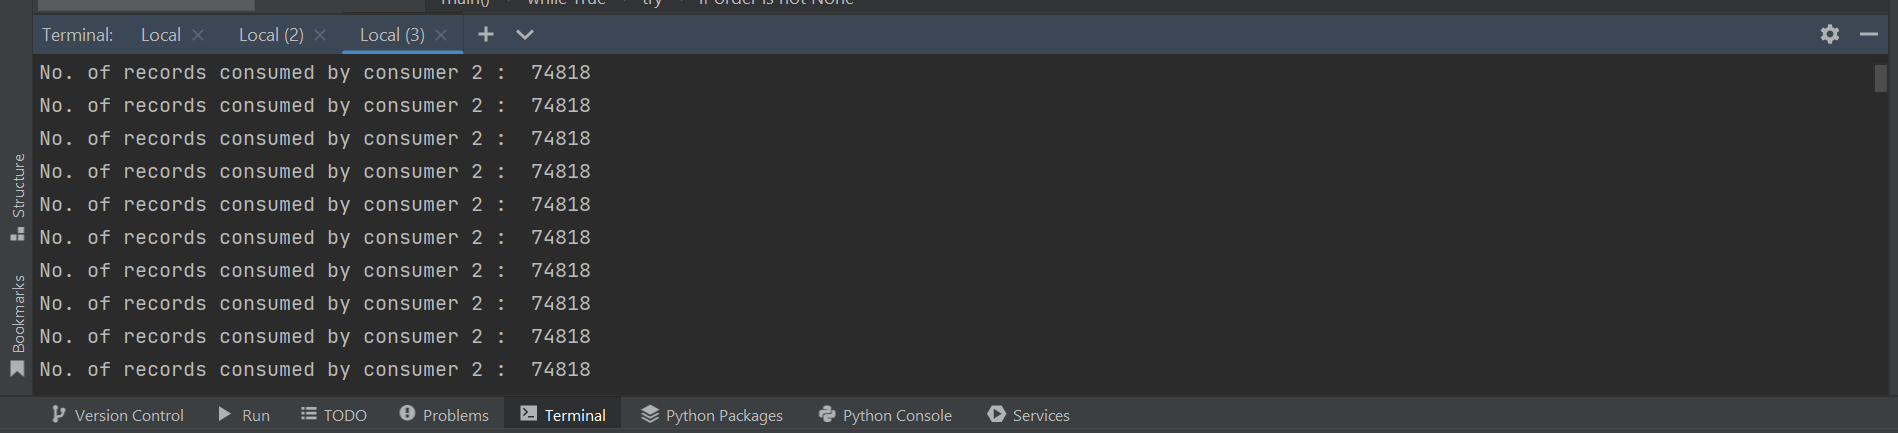 main() while True try if order is not None
Terminal: Local Local (2) Local (3)
No. of records consumed by consumer 2 : 74818
No. of records consumed by consumer 2 : 74818
No. of records consumed by consumer 2 : 74818
No. of records consumed by consumer 2 : 74818
No. of records consumed by consumer 2 : 74818
No. of records consumed by consumer 2 : 74818
No. of records consumed by consumer 2 : 74818
No. of records consumed by consumer 2 : 74818
No. of records consumed by consumer 2 : 74818
No. of records consumed by consumer 2 : 74818
Structure
Bookmarks
Version Control Run TODO Problems Terminal Python Packages Python Console Services